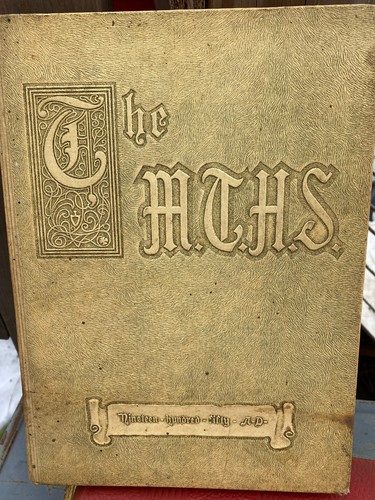 The
M.T.H.S.
Nineteen-hundred-fifty-A-D-